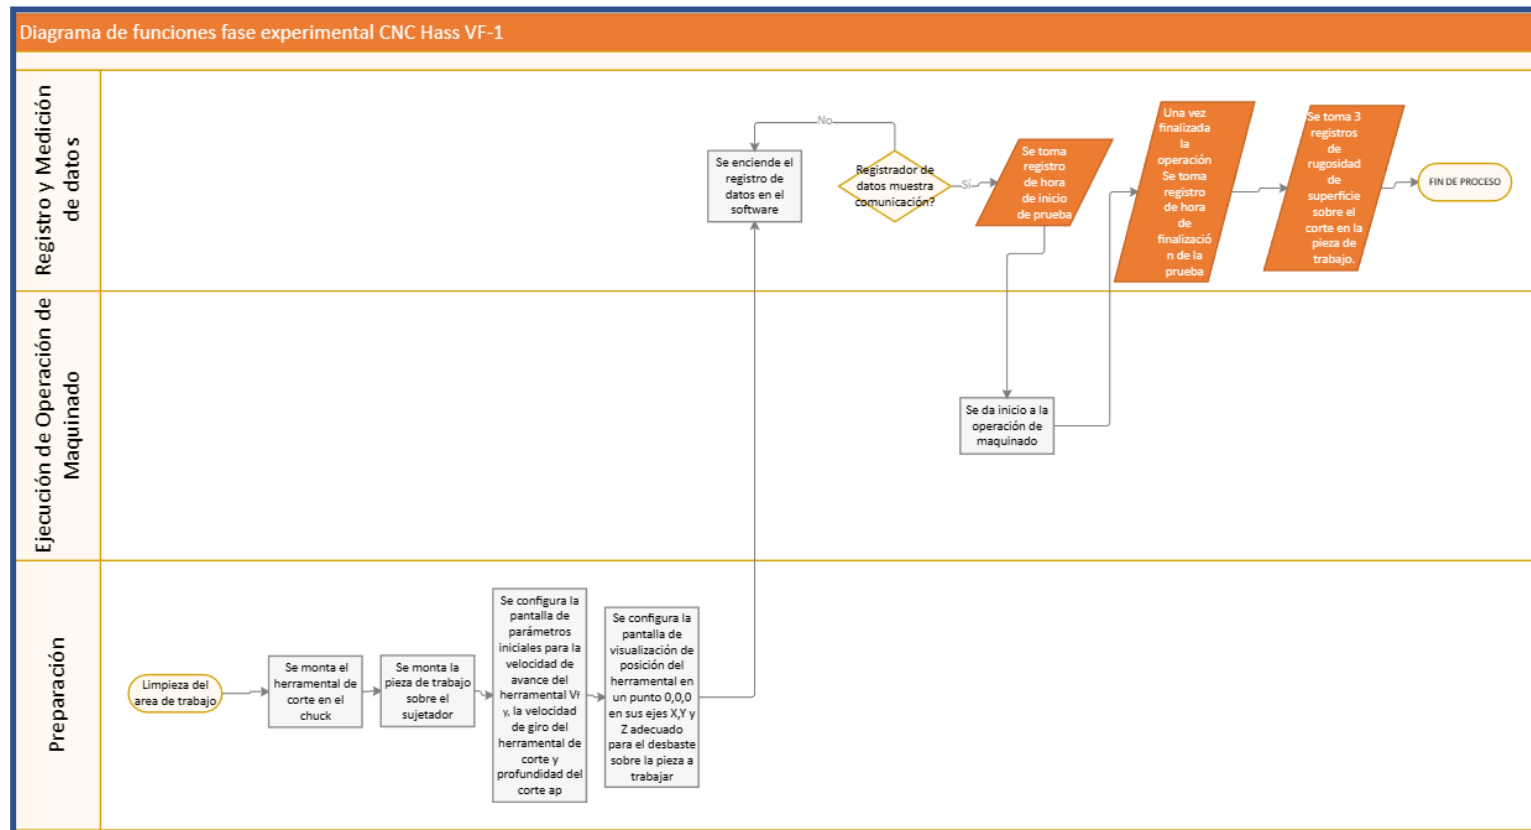 Diagrama de funciones fase experimental CNC Hass VF-1
Registro y Medición
de datos
No
Se enciende el
registro de
datos en el
software
Registrador de
datos muestra
comunicación?
Sí
Se toma
registro
de hora
de inicio
de prueba
Una vez
finalizada
la
operación
Se toma
registro
de hora
de
finalizació
n de la
prueba
Se toma 3
registros
de
rugosidad
de
superficie
sobre el
corte en la
pieza de
trabajo.
FIN DE PROCESO
Ejecución de Operación de
Maquinado
Se da inicio a la
operación de
maquinado
Preparación
Limpieza del
area de trabajo
Se monta el
herramental de
corte en el
chuck
Se monta la
pieza de trabajo
sobre el
sujetador
Se configura la
pantalla de
parámetros
iniciales para la
velocidad de
avance del
herramental Vf
y, la velocidad
de giro del
herramental de
corte y
profundidad del
corte ap
Se configura la
pantalla de
visualización de
posición del
herramental en
un punto 0,0,0
en sus ejes X,Y y
Z adecuado
para el desbaste
sobre la pieza a
trabajar